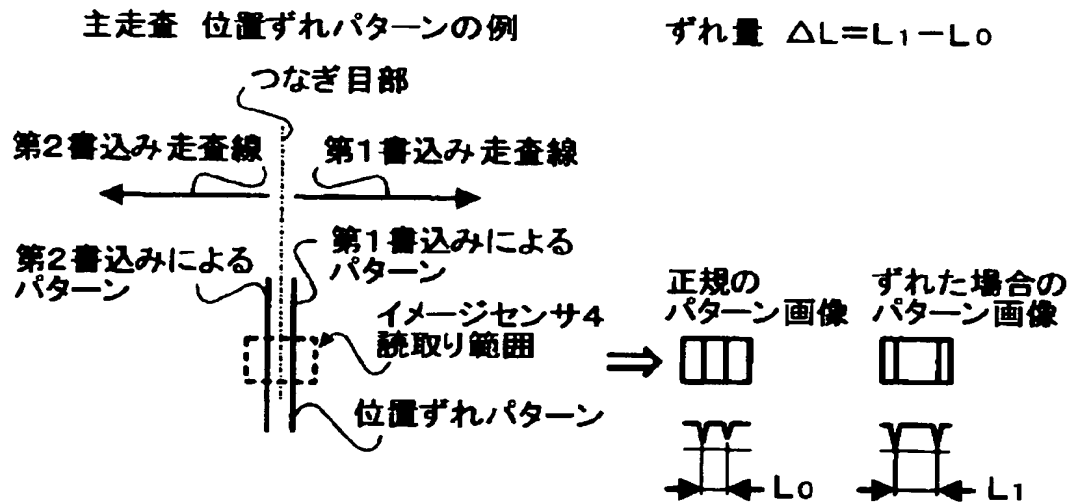 主走査 位置ずれパターンの例
ずれ量 △L=L1-L0
つなぎ目部
第2書込み走査線
第1書込み走査線
第2書込みによる
パターン
第1書込みによる
パターン
イメージセンサ4
読取り範囲
位置ずれパターン
正規の
パターン画像
ずれた場合の
パターン画像
L0
L1